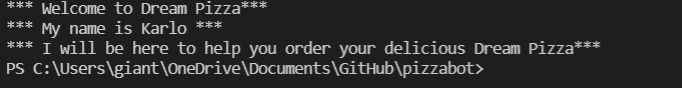 *** Welcome to Dream Pizza***
*** My name is Karlo ***
*** I will be here to help you order your delicious Dream Pizza***
PS C:\Users\giant\OneDrive\Documents\GitHub\pizzabot>